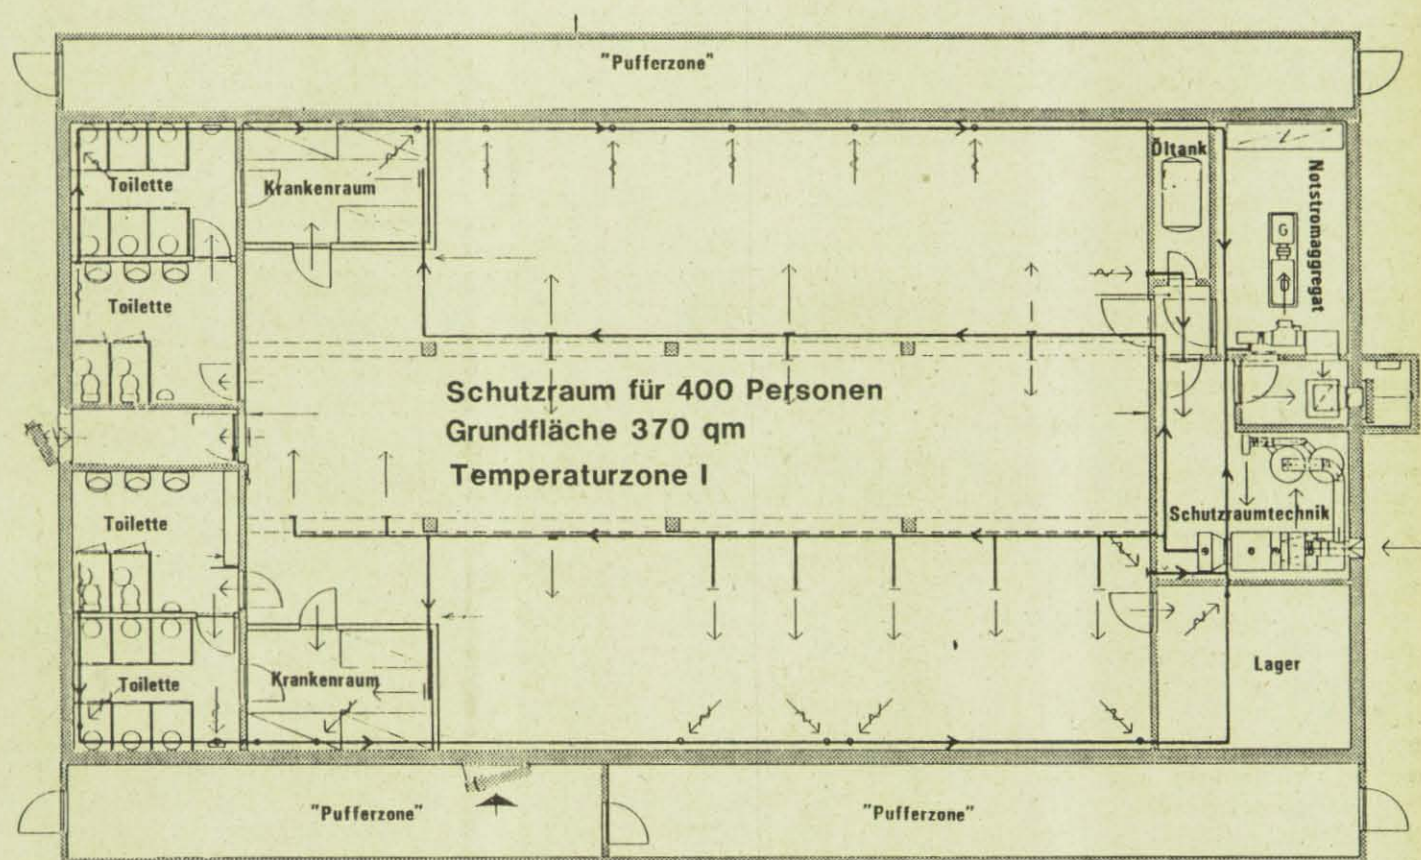 "Pufferzone"
Öltank
Toilette
Krankenraum
Notstromaggregat
G
Toilette
Schutzraum für 400 Personen
Grundfläche 370 qm
Temperaturzone I
Toilette
Schutzraumtechnik
Toilette
Krankenraum
Lager
"Pufferzone"
"Pufferzone"